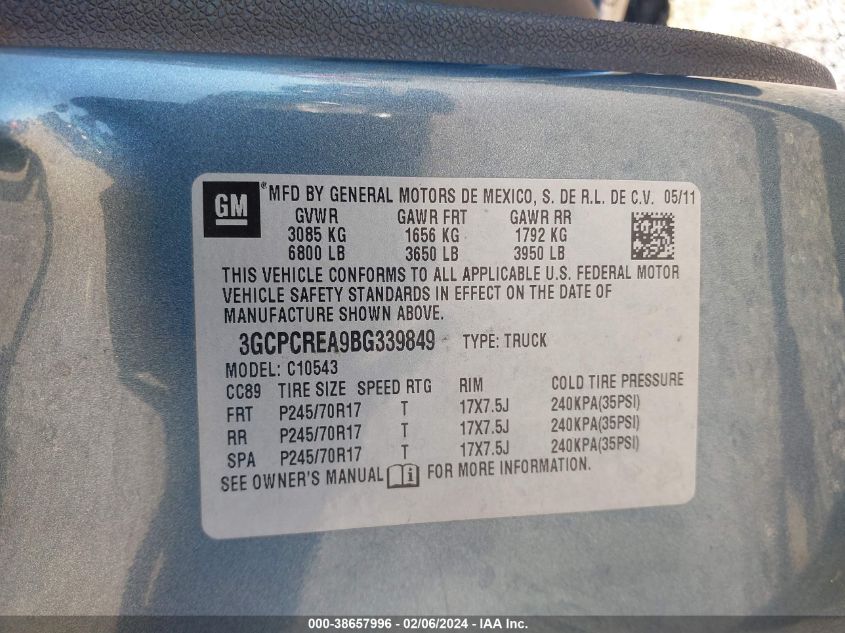 GM
® MFD BY GENERAL MOTORS DE MEXICO, S. DE R.L. DE C.V. 05/11
GVWR GAWR FRT GAWR RR
3085 KG 1656 KG 1792 KG
6800 LB 3650 LB 3950 LB
THIS VEHICLE CONFORMS TO ALL APPLICABLE U.S. FEDERAL MOTOR
VEHICLE SAFETY STANDARDS IN EFFECT ON THE DATE OF
MANUFACTURE SHOWN ABOVE.
3GCPCREA9BG339849 TYPE: TRUCK
MODEL: C10543
CC89 TIRE SIZE SPEED RTG RIM COLD TIRE PRESSURE
FRT P245/70R17 T 17X7.5J 240KPA(35PSI)
RR P245/70R17 T 17X7.5J 240KPA(35PSI)
SPA P245/70R17 T 17X7.5J 240KPA(35PSI)
SEE OWNER'S MANUAL i FOR MORE INFORMATION.
000-38657996 - 02/06/2024 - IAA Inc.